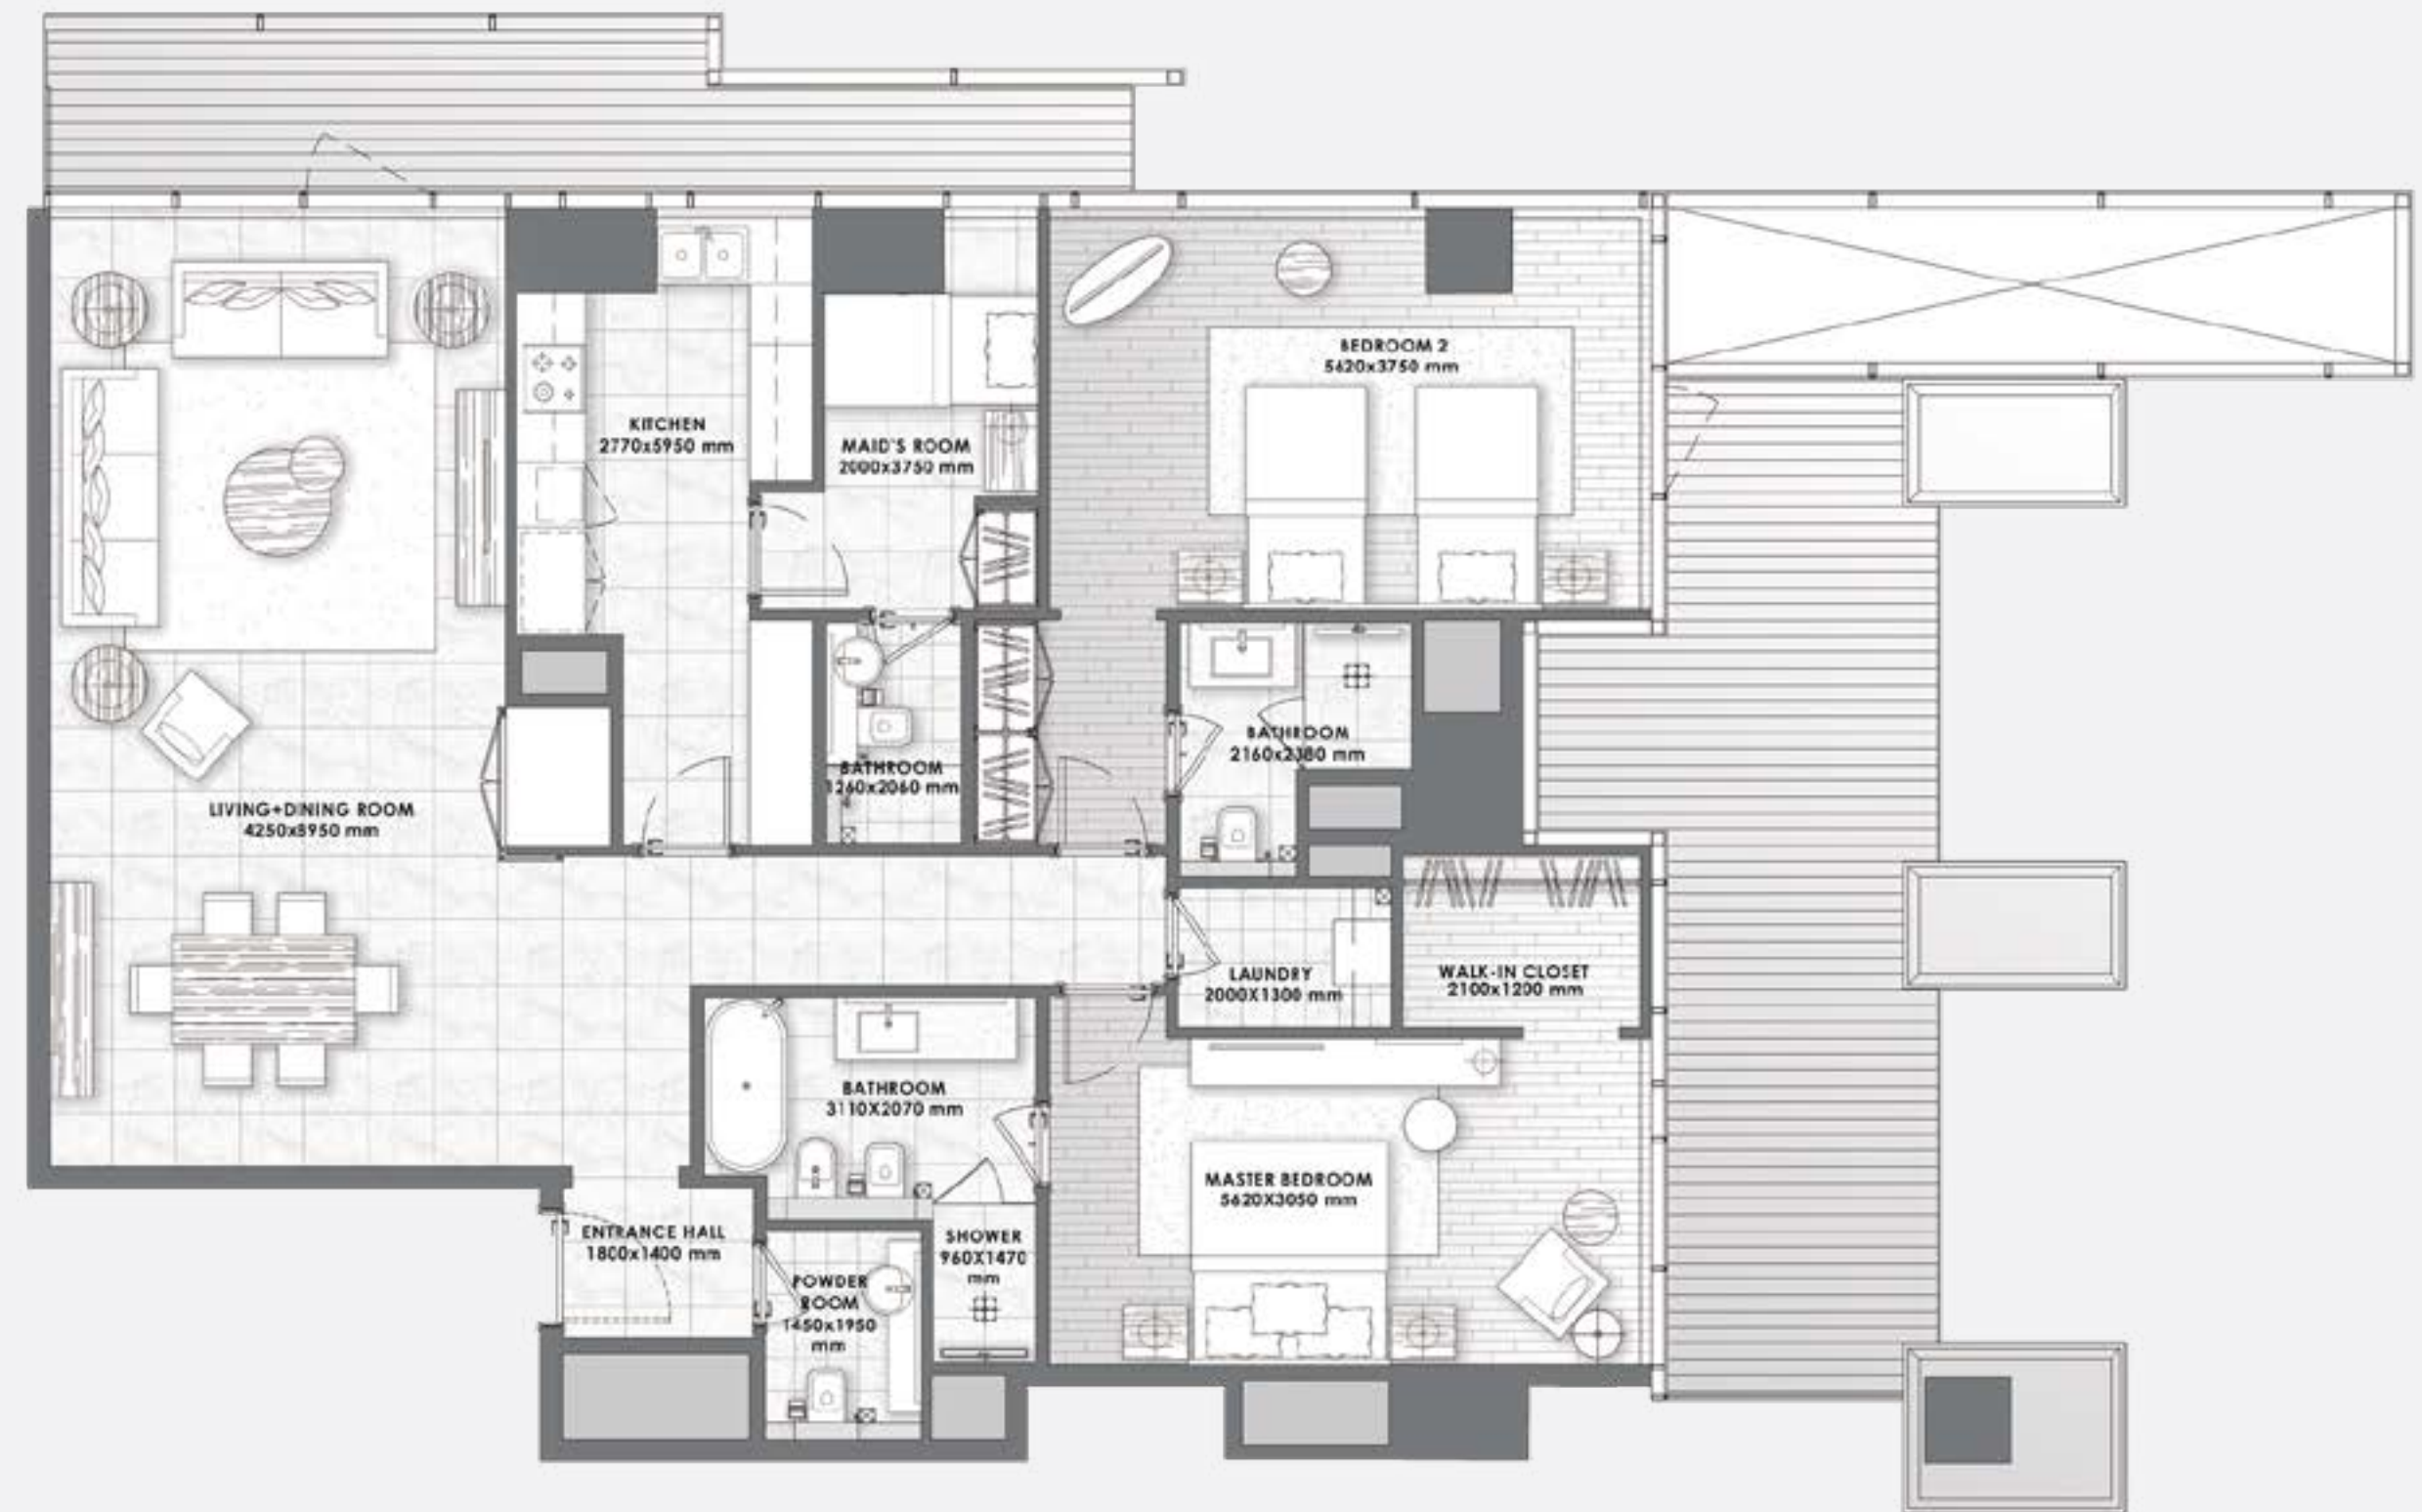 BEDROOM 2
5620x3750 mm
KITCHEN
2770x5950 mm
MAID'S ROOM
2000x3750 mm
BATHROOM
2160x2380 mm
BATHROOM
1260x2060 mm
LIVING+DINING ROOM
4250x8950 mm
LAUNDRY
2000X1300 mm
WALK-IN CLOSET
2100x1200 mm
BATHROOM
3110X2070 mm
MASTER BEDROOM
5620X3050 mm
ENTRANCE HALL
1800x1400 mm
SHOWER
960X1470
mm
POWDER
ROOM
1450x1950
mm